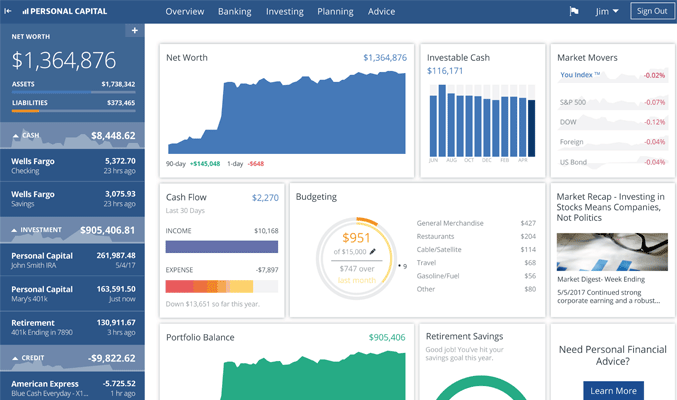 PERSONAL CAPITAL
Overview Banking Investing Planning Advice
Jim
Sign Out
NET WORTH
+
$1,364,876
ASSETS $1,738,342
LIABILITIES $373,465
CASH $8,448.62
Wells Fargo 5,372.70
Checking 23 hrs ago
Wells Fargo 3,075.93
Savings 23 hrs ago
INVESTMENT $905,406.81
Personal Capital 261,987.48
John Smith IRA 5/4/17
Personal Capital 163,591.50
Mary's 401k Just now
Retirement 130,911.67
401k Ending in 7890 3 hrs ago
CREDIT -$9,822.62
American Express -5.725.52
Blue Cash Everyday - X1... 1 hr ago
Net Worth $1,364,876
90-day +$145,048 1-day -$648
Investable Cash
$116,171
JUN AUG OCT DEC FEB APR
Market Movers
You Index ™ -0.02%
S&P 500 -0.07%
DOW -0.12%
Foreign -0.04%
US Bond -0.04%
Cash Flow $2,270
Last 30 Days
INCOME $10,168
EXPENSE -$7,897
Down $13,651 so far this year.
Budgeting
$951
of $15,000
$747 over
last month
9
General Merchandise $427
Restaurants $204
Cable/Satellite $114
Travel $68
Gasoline/Fuel $56
Other $80
Market Recap - Investing in
Stocks Means Companies,
Not Politics
Market Digest- Week Ending
5/5/2017 Continued strong
corporate earning and a robust...
Portfolio Balance $905,406
Retirement Savings
Good job! You've hit your
savings goal this year.
Need Personal Financial
Advice?
Learn More